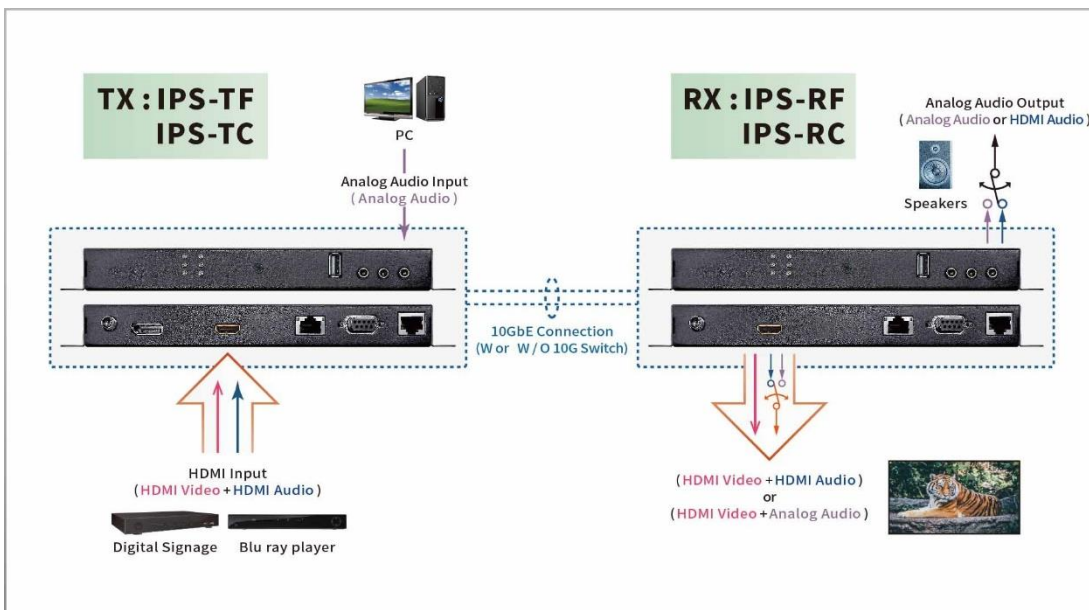 TX : IPS-TF
IPS-TC
PC
Analog Audio Input
( Analog Audio )
RX : IPS-RF
IPS-RC
Analog Audio Output
( Analog Audio or HDMI Audio )
Speakers
10GbE Connection
(W or W / O 10G Switch)
HDMI Input
( HDMI Video + HDMI Audio )
Digital Signage
Blu ray player
( HDMI Video + HDMI Audio )
or
( HDMI Video + Analog Audio )